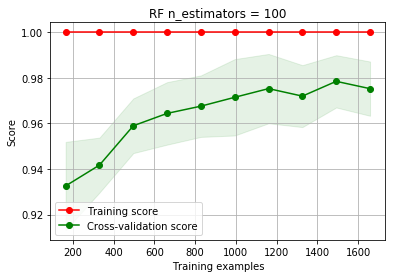 RF n_estimators = 100
1.00
0.98
0.96
0.94
0.92
Score
Training score
Cross-validation score
200 400 600 800 1000 1200 1400 1600
Training examples